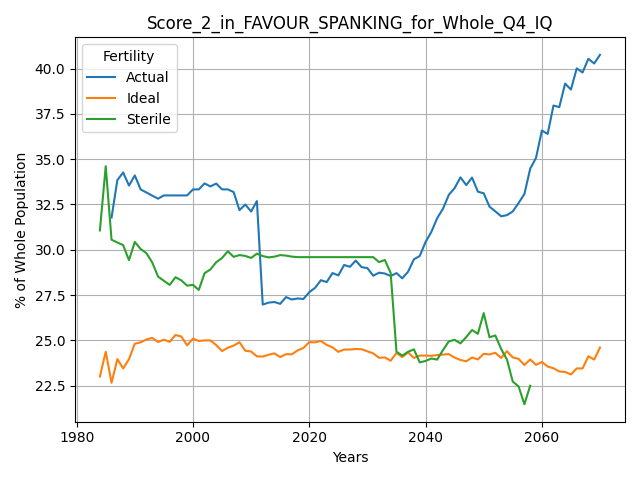 Score_2_in_FAVOUR_SPANKING_for_Whole_Q4_IQ
Fertility
Actual
Ideal
Sterile
% of Whole Population
40.0
37.5
35.0
32.5
30.0
27.5
25.0
22.5
1980
2000
2020
2040
2060
Years